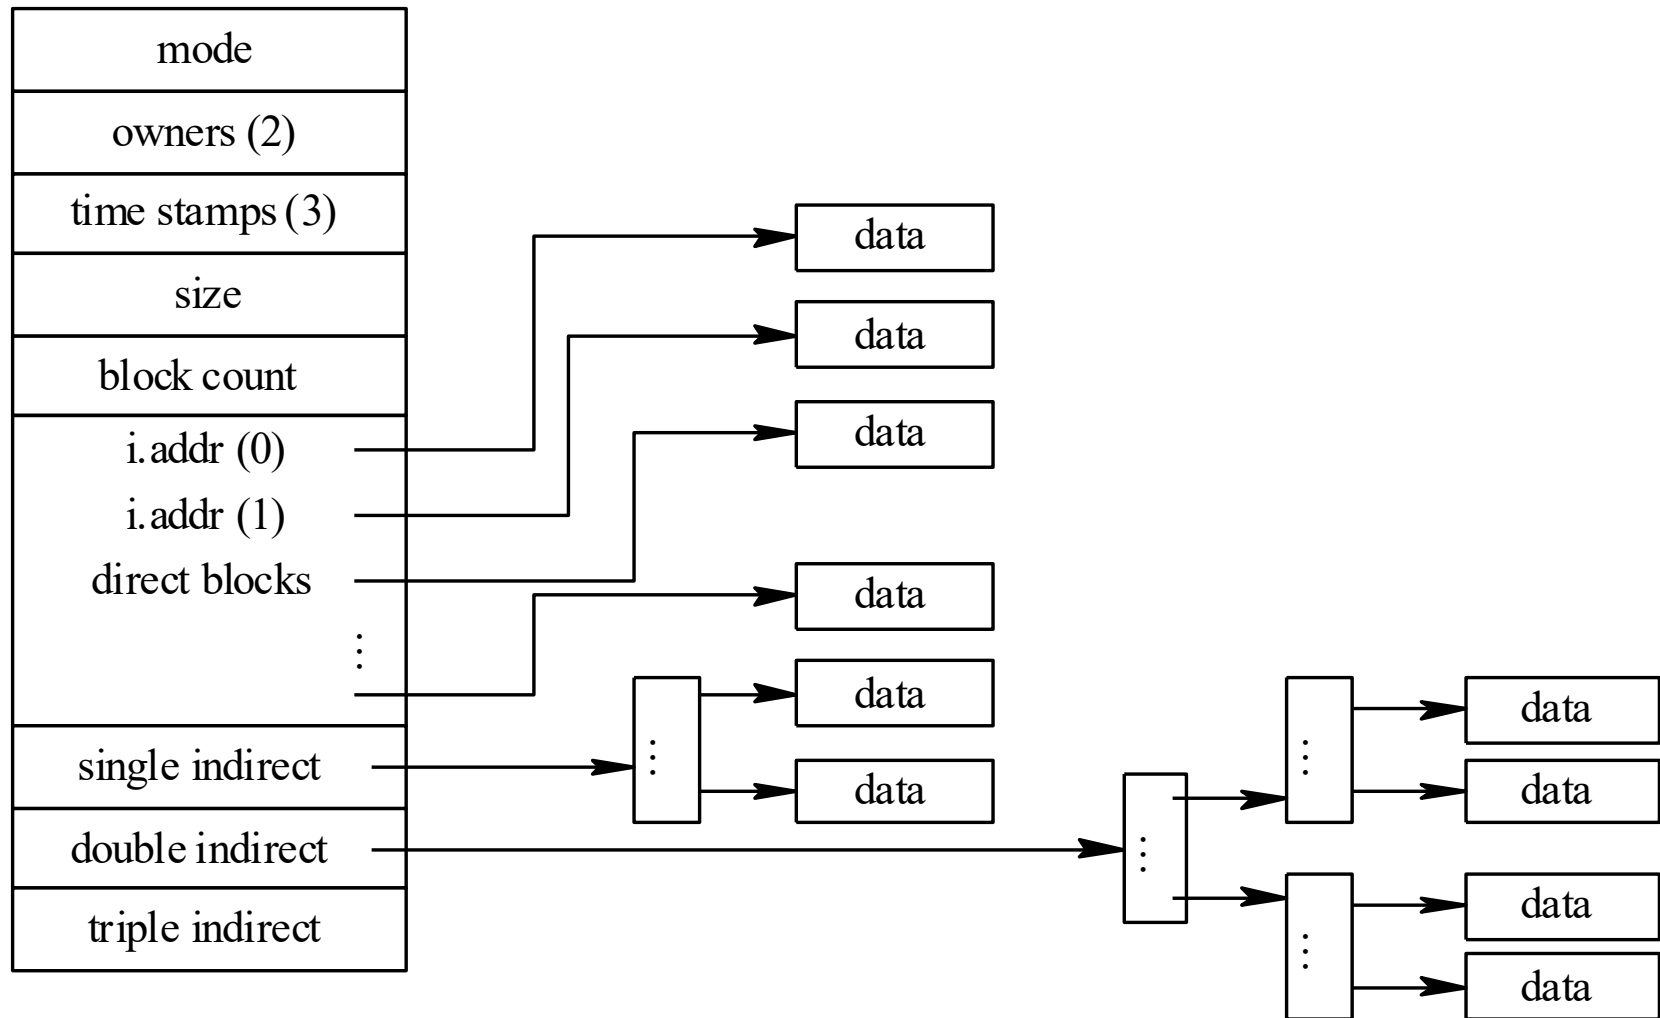 mode
owners (2)
time stamps (3)
size
block count
i.addr (0)
i.addr (1)
direct blocks
⋮
single indirect
double indirect
triple indirect
data
data
data
data
data
data
⋮
⋮
⋮
data
data
⋮
data
data